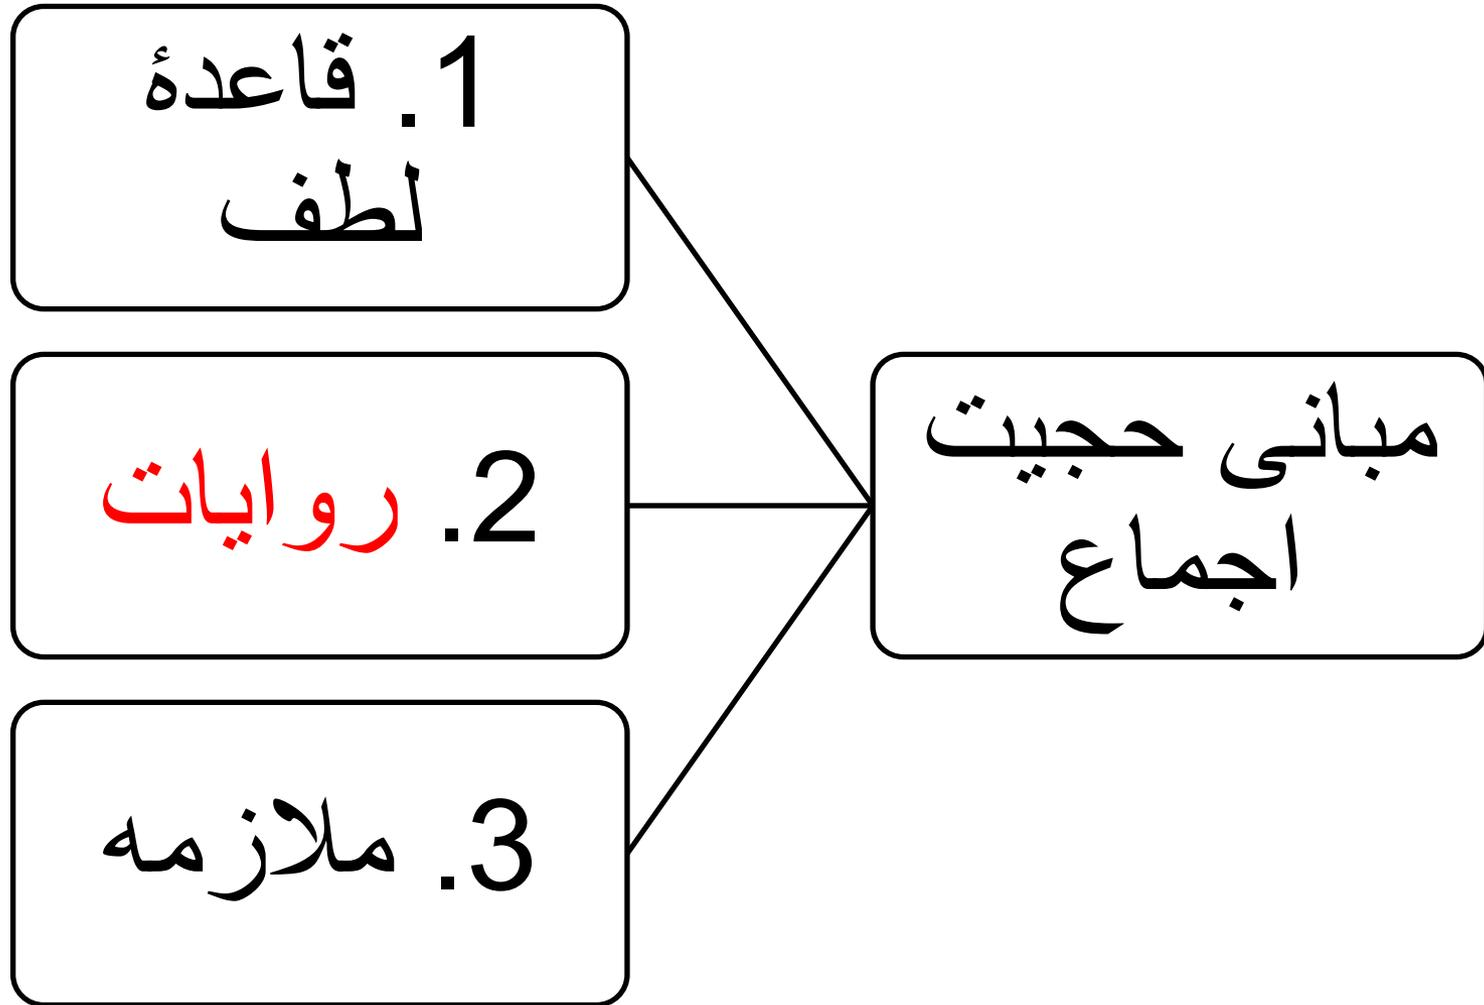 مبانی حجیت
اجماع
1. قاعدۀ
لطف
2. روایات
3. ملازمه